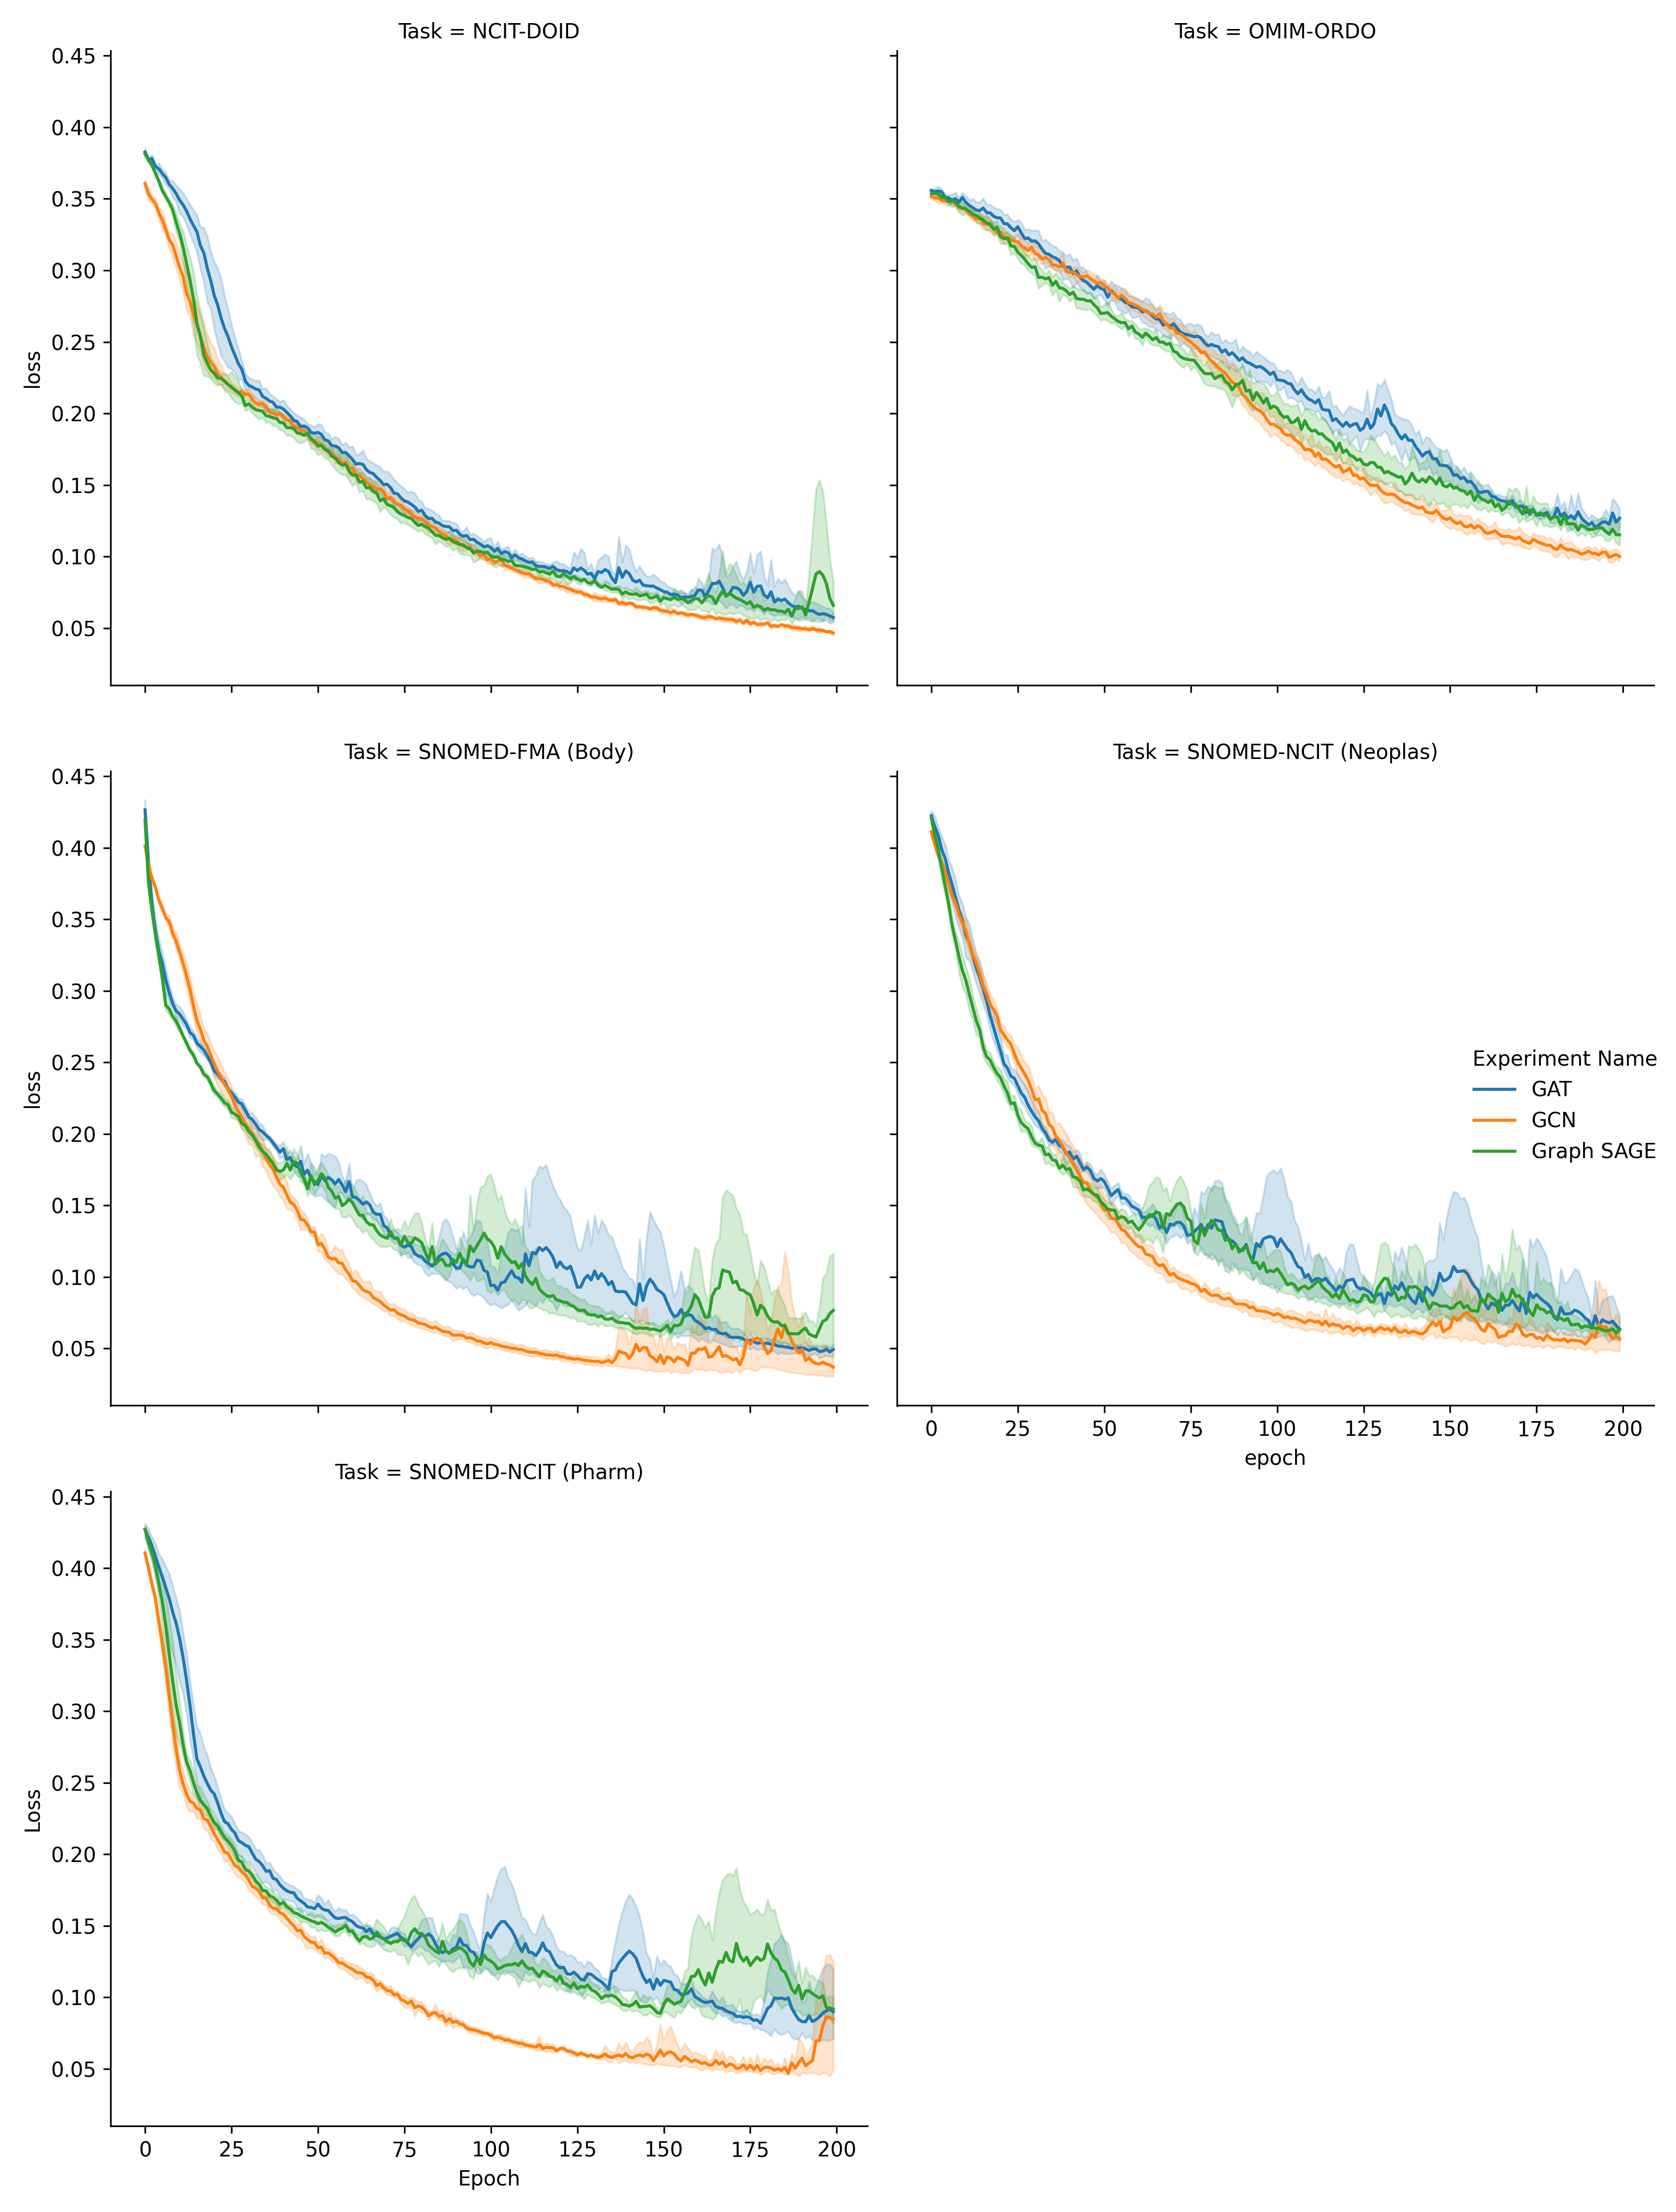 Task = NCIT-DOID
0.45
0.40
0.35
0.30
0.25
0.20
0.15
0.10
0.05
loss
Task = OMIM-ORDO
Task = SNOMED-FMA (Body)
0.45
0.40
0.35
0.30
0.25
0.20
0.15
0.10
0.05
loss
Task = SNOMED-NCIT (Neoplas)
Experiment Name
GAT
GCN
Graph SAGE
0 25 50 75 100 125 150 175 200
epoch
Task = SNOMED-NCIT (Pharm)
0.45
0.40
0.35
0.30
0.25
0.20
0.15
0.10
0.05
Loss
0 25 50 75 100 125 150 175 200
Epoch